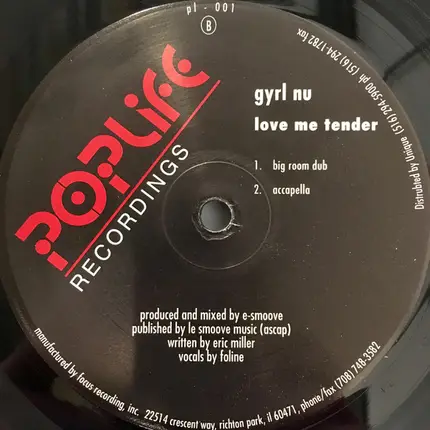 pl - 001
B
POPLIFE
RECORDINGS
gyrl nu
love me tender
1. big room dub
2. accapella
produced and mixed by e-smoove
published by le smoove music (ascap)
written by eric miller
vocals by foline
manufactured by focus recording, inc. 22514 crescent way, richton park, il 60471, phone/fax (708) 748-3582
Distrubted by Unique (516) 294-5900 ph (516) 294-1782 fax